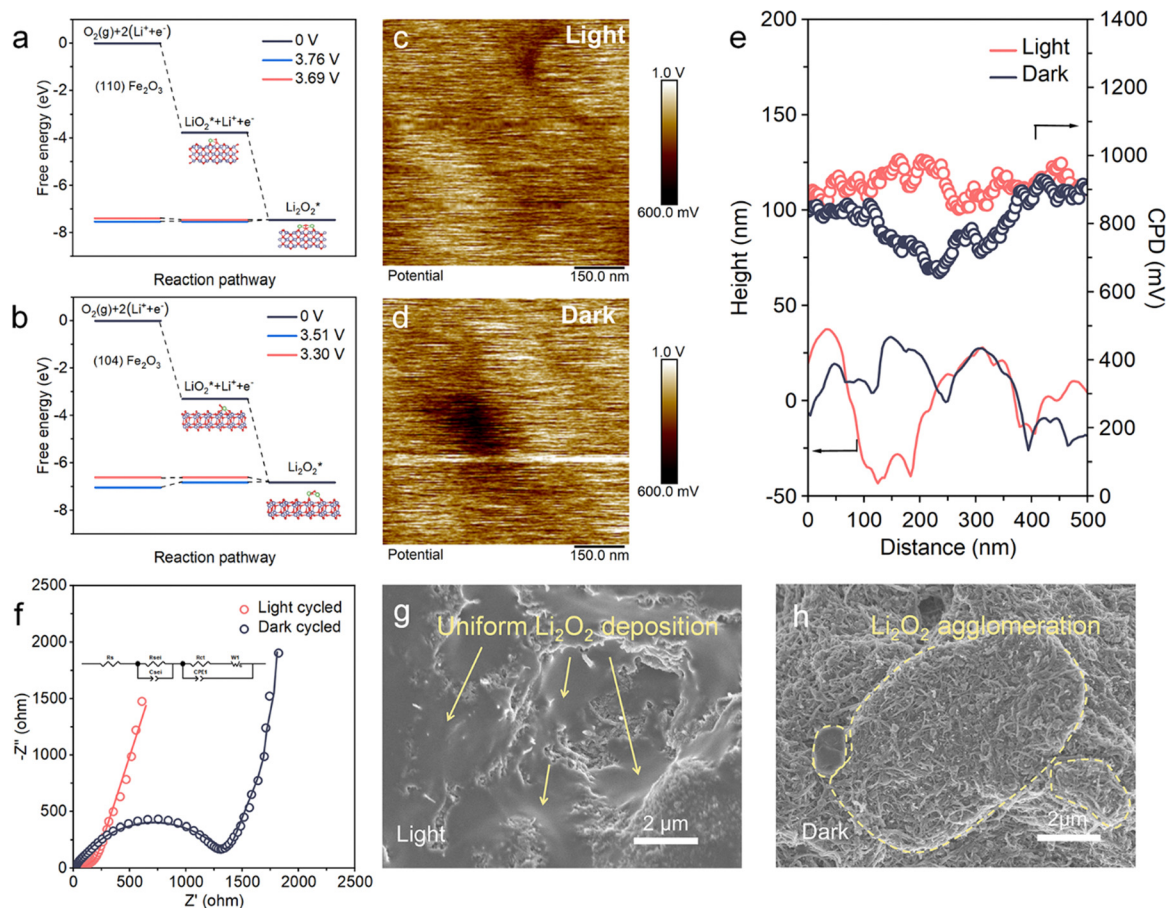 a
O₂(g)+2(Li⁺+e⁻)
0 V
3.76 V
3.69 V
(110) Fe₂O₃
LiO₂*+Li⁺+e⁻
Li₂O₂*
0
-2
-4
-6
-8
Free energy (eV)
Reaction pathway
b
O₂(g)+2(Li⁺+e⁻)
0 V
3.51 V
3.30 V
(104) Fe₂O₃
LiO₂*+Li⁺+e⁻
Li₂O₂*
0
-2
-4
-6
-8
Free energy (eV)
Reaction pathway
c
Light
1.0 V
600.0 mV
Potential
150.0 nm
d
Dark
1.0 V
600.0 mV
Potential
150.0 nm
e
Light
Dark
200
150
100
50
0
-50
Height (nm)
1400
1200
1000
800
600
400
200
0
CPD (mV)
0 100 200 300 400 500
Distance (nm)
f
Light cycled
Dark cycled
Rs
Rsei
Csei
Rct
W1
CPE1
2500
2000
1500
1000
500
0
-Z'' (ohm)
0 500 1000 1500 2000 2500
Z' (ohm)
g
Uniform Li₂O₂ deposition
Light
2 μm
h
Li₂O₂ agglomeration
Dark
2μm